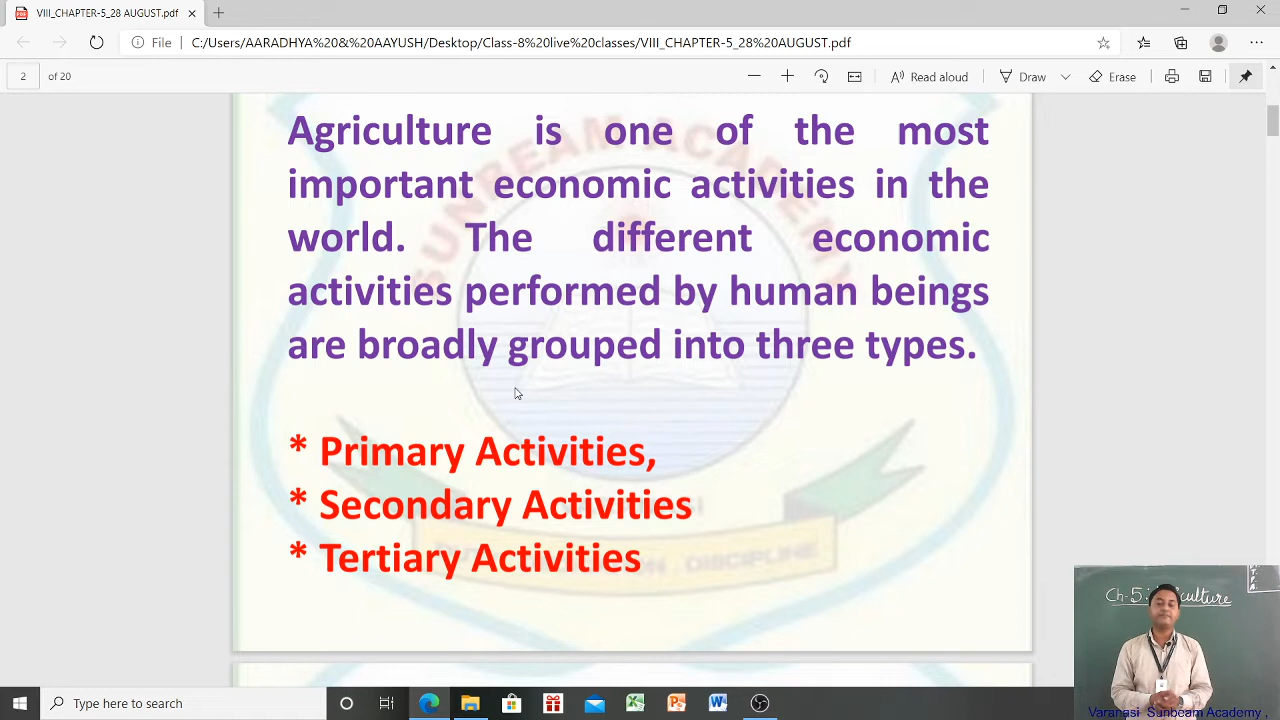 VIII_CHAPTER-5_28 AUGUST.pdf
File C:/Users/AARADHYA%20&%20AAYUSH/Desktop/Class-8%20live%20classes/VIII_CHAPTER-5_28%20AUGUST.pdf
2 of 20 Read aloud Draw Erase
SUNBEAM ACADEMY
Agriculture is one of the most
important economic activities in the
world. The different economic
activities performed by human beings
are broadly grouped into three types.
* Primary Activities,
* Secondary Activities
* Tertiary Activities
DISCIPLINE
Ch-5: 
Type here to search
Varanasi Sunbeam Academy ,